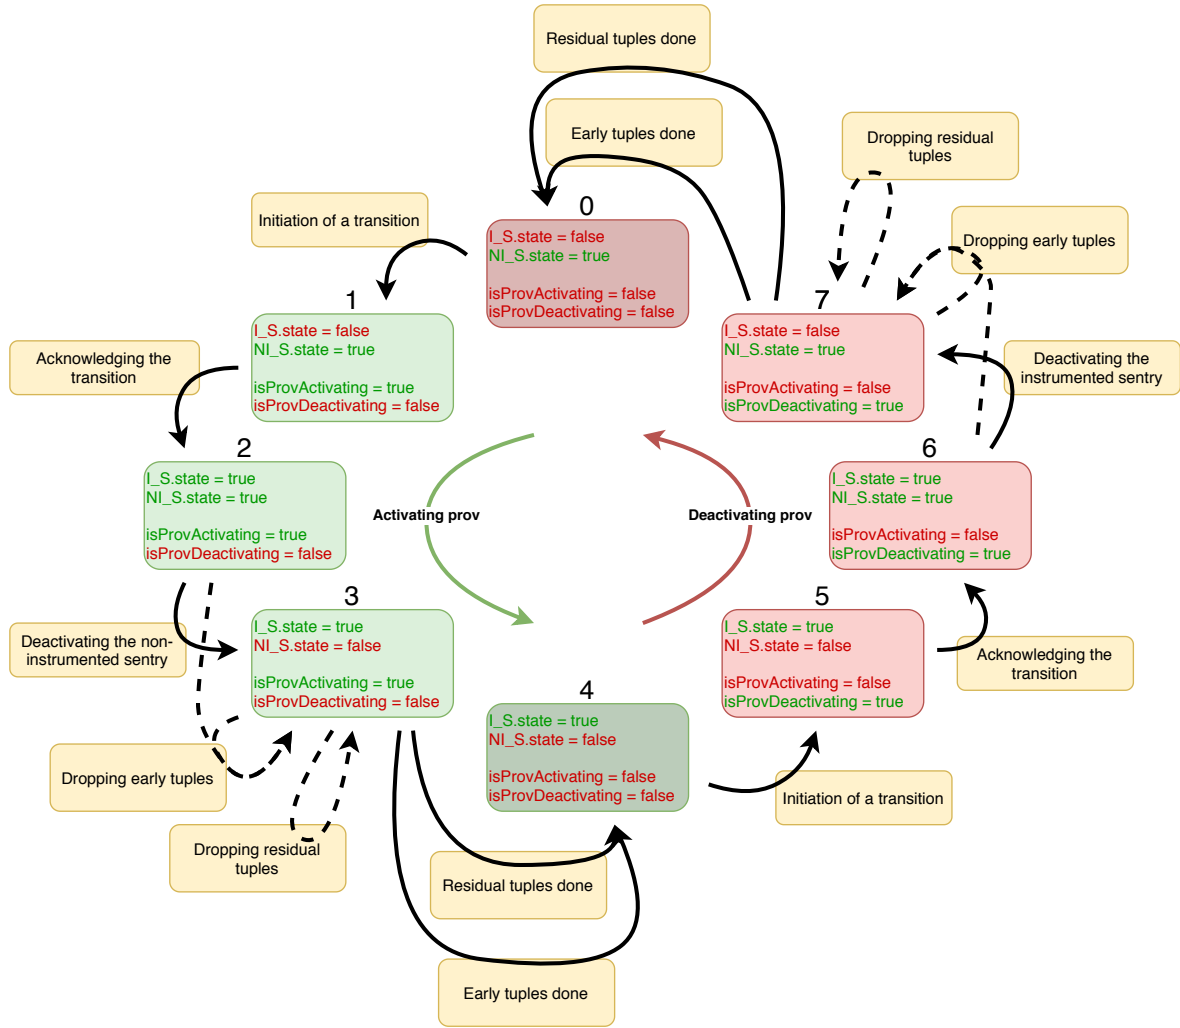 Residual tuples done
Early tuples done
Dropping residual
tuples
Initiation of a transition
0
Dropping early tuples
I_S.state = false
NI_S.state = true
isProvActivating = false
isProvDeactivating = false
1
I_S.state = false
NI_S.state = true
isProvActivating = true
isProvDeactivating = false
7
I_S.state = false
NI_S.state = true
isProvActivating = false
isProvDeactivating = true
Acknowledging the
transition
Deactivating the
instrumented sentry
2
I_S.state = true
NI_S.state = true
isProvActivating = true
isProvDeactivating = false
Activating prov
Deactivating prov
6
I_S.state = true
NI_S.state = true
isProvActivating = false
isProvDeactivating = true
Deactivating the non-
instrumented sentry
3
I_S.state = true
NI_S.state = false
isProvActivating = true
isProvDeactivating = false
5
I_S.state = true
NI_S.state = false
isProvActivating = false
isProvDeactivating = true
Acknowledging the
transition
4
I_S.state = true
NI_S.state = false
isProvActivating = false
isProvDeactivating = false
Dropping early tuples
Initiation of a transition
Dropping residual
tuples
Residual tuples done
Early tuples done